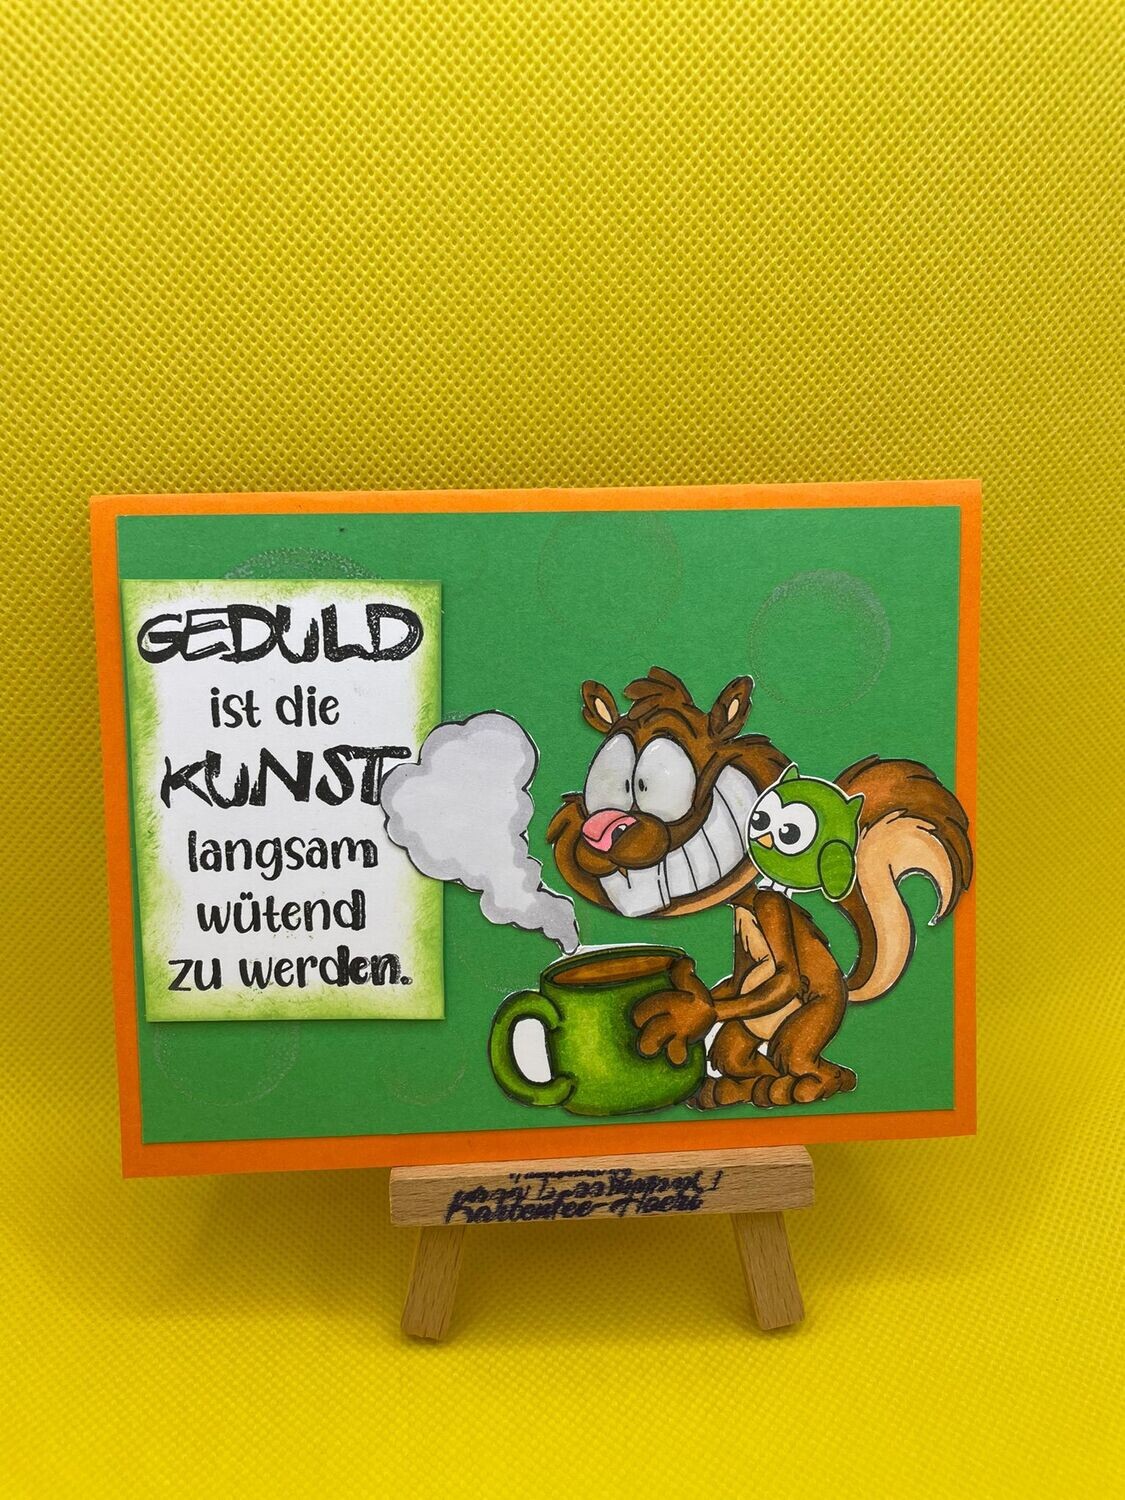 GEDULD
ist die
KUNST
langsam
wütend
zu werden.